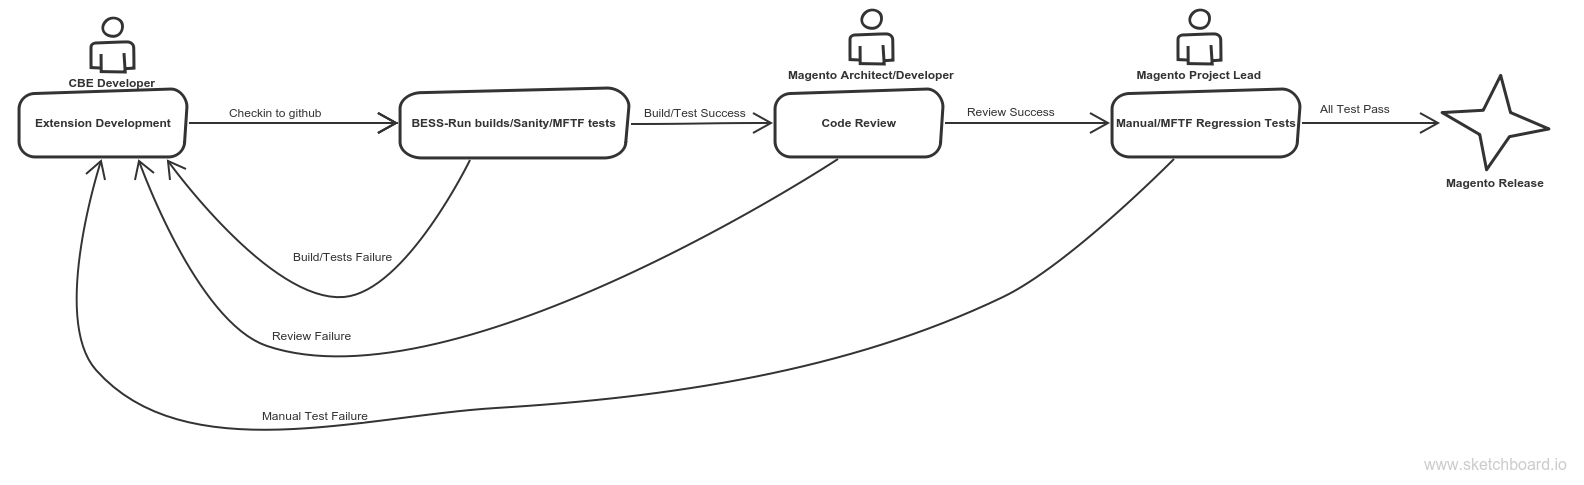 CBE Developer
Magento Architect/Developer
Magento Project Lead
Extension Development
Checkin to github
BESS-Run builds/Sanity/MFTF tests
Build/Test Success
Code Review
Review Success
Manual/MFTF Regression Tests
All Test Pass
Magento Release
Build/Tests Failure
Review Failure
Manual Test Failure
www.sketchboard.io